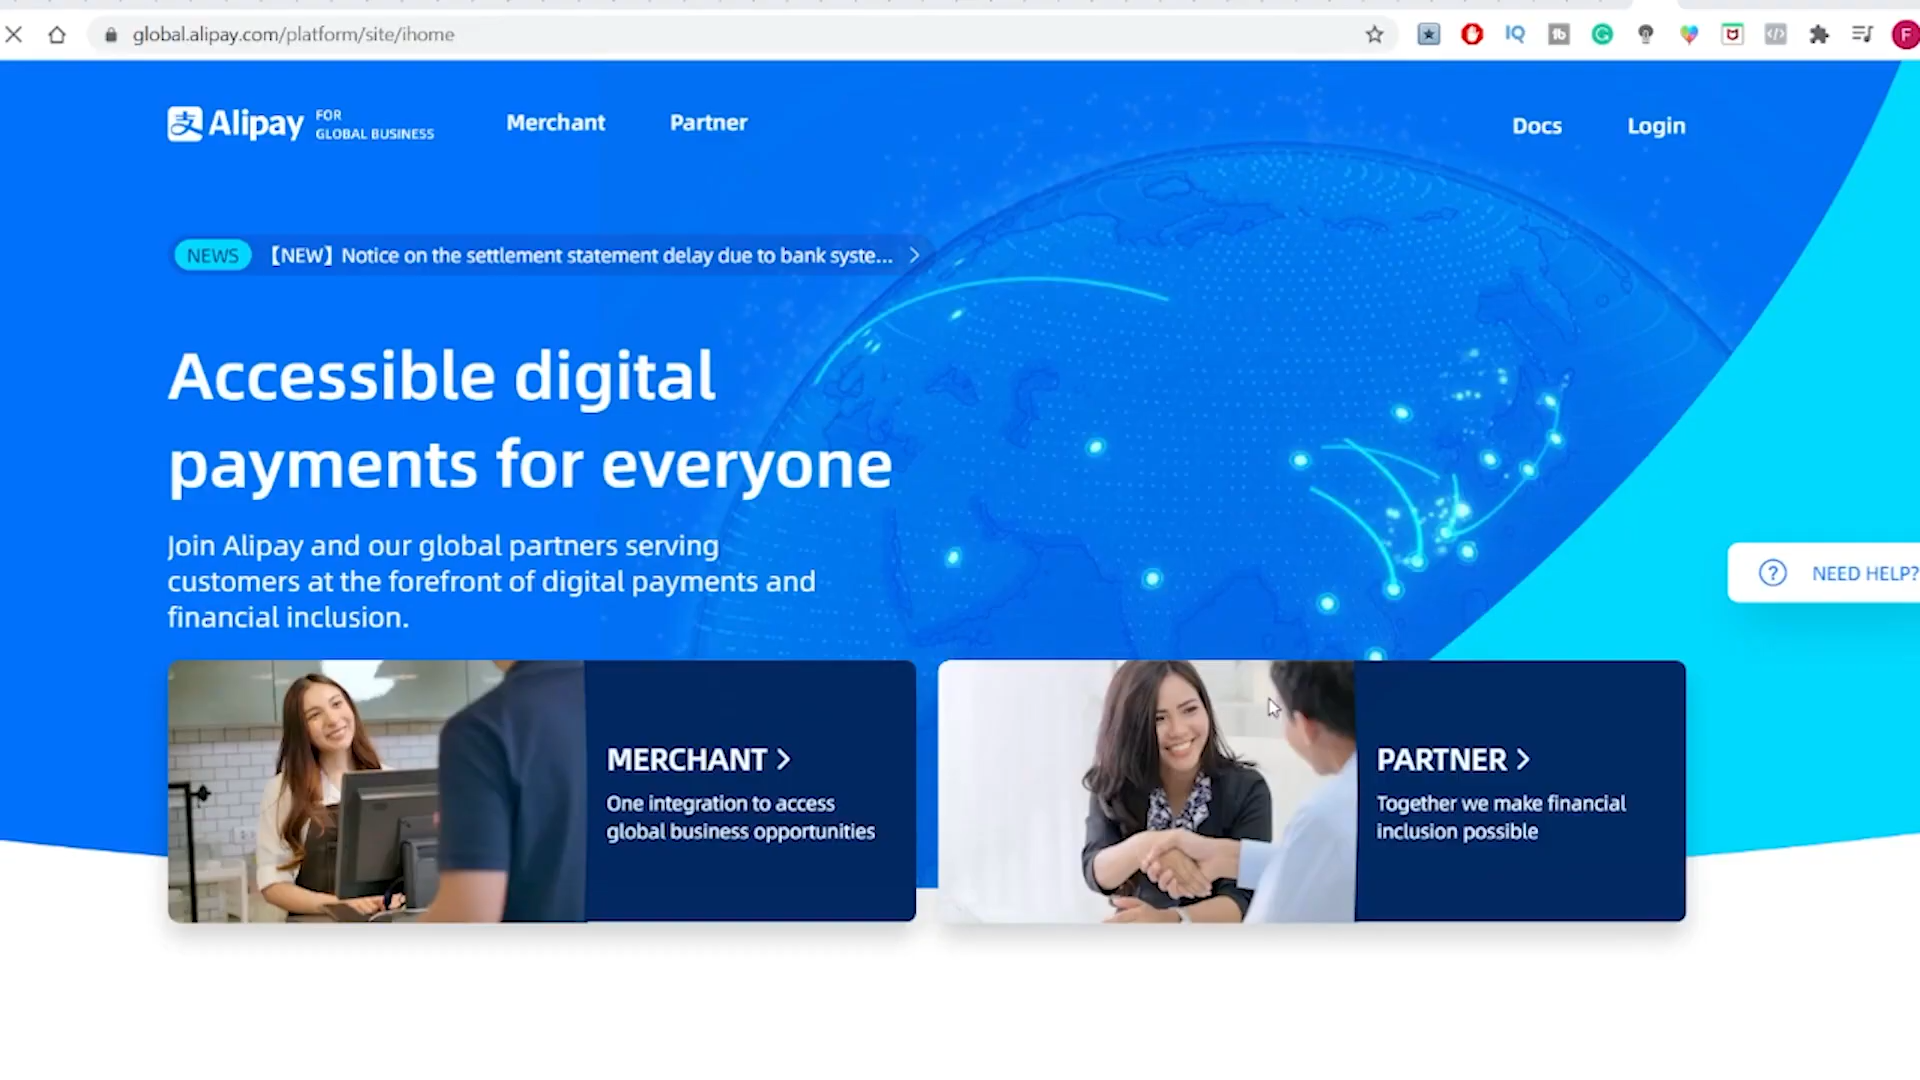 global.alipay.com/platform/site/ihome
IQ
tb
F
支 Alipay FOR GLOBAL BUSINESS
Merchant
Partner
Docs
Login
NEWS 【NEW】Notice on the settlement statement delay due to bank syste...
Accessible digital
payments for everyone
Join Alipay and our global partners serving
customers at the forefront of digital payments and
financial inclusion.
? NEED HELP?
MERCHANT
One integration to access
global business opportunities
PARTNER
Together we make financial
inclusion possible